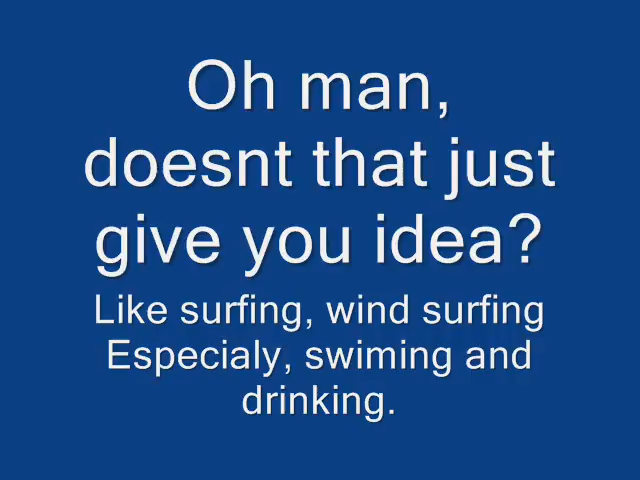 Oh man,
doesnt that just
give you idea?
Like surfing, wind surfing
Especialy, swiming and
drinking.